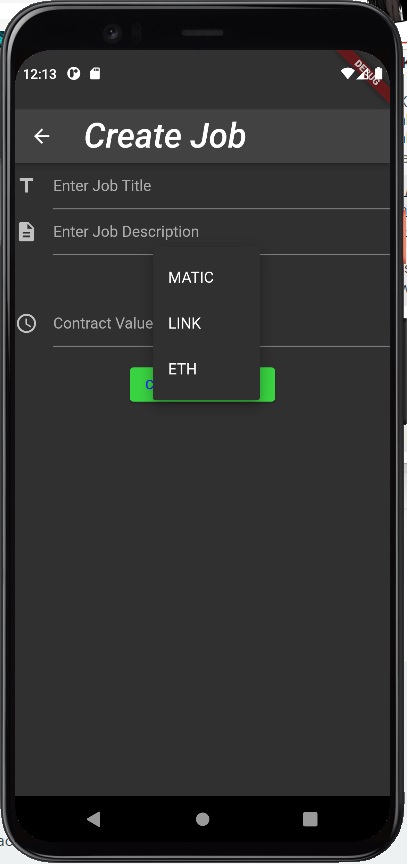 12:13
DEBUG
Create Job
Enter Job Title
Enter Job Description
MATIC
Contract Value
LINK
ETH